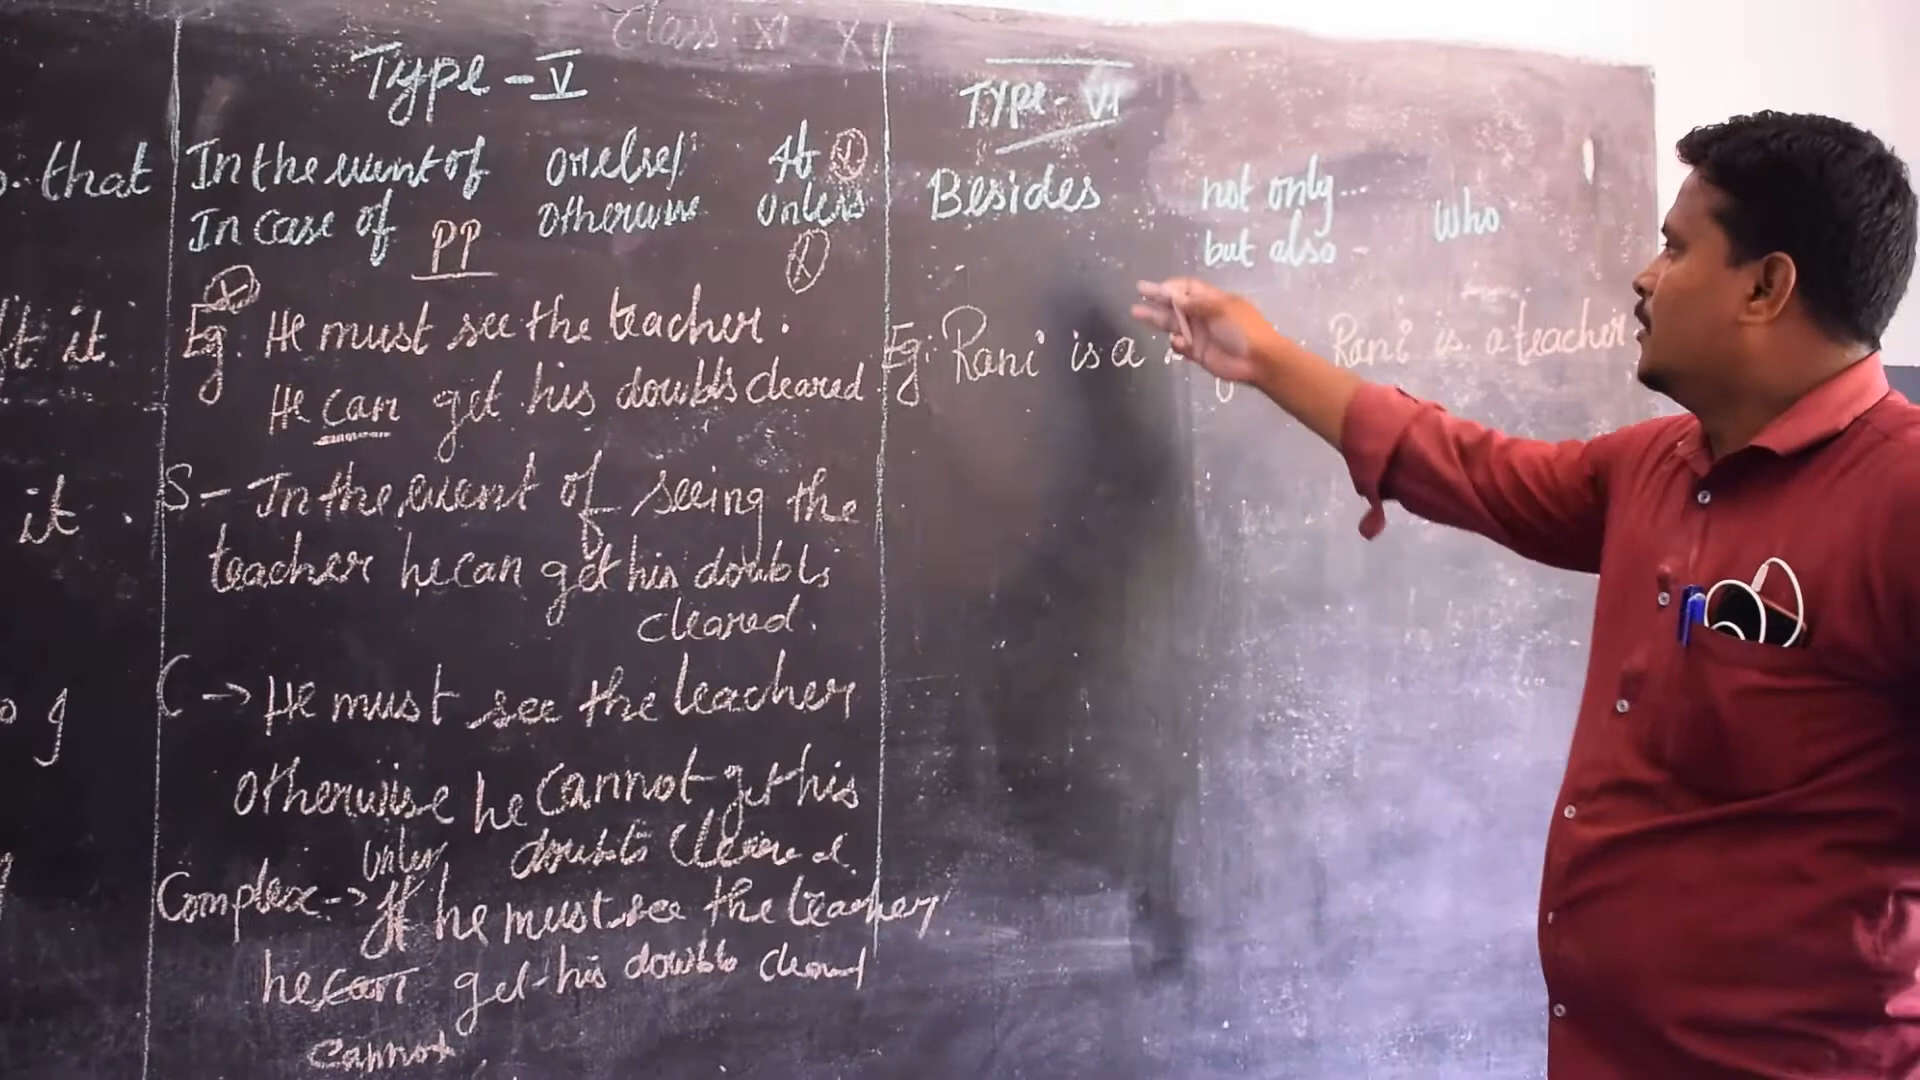 Class XI XI
Type - V
o. that
In the event of or else/ If
In case of PP otherwise unless
Eg: He must see the teacher.
He can get his doubts cleared
t it.
S - In the event of seeing the
it .
teacher he can get his doubts
cleared.
C -> He must see the teacher
o g
otherwise he cannot get his
doubts cleared.
unless
Complex -> If he must see the teacher,
he can get his doubts cleared
cannot
Type - VI
Besides not only... who
but also
Eg: Rani is a Rani is a teacher